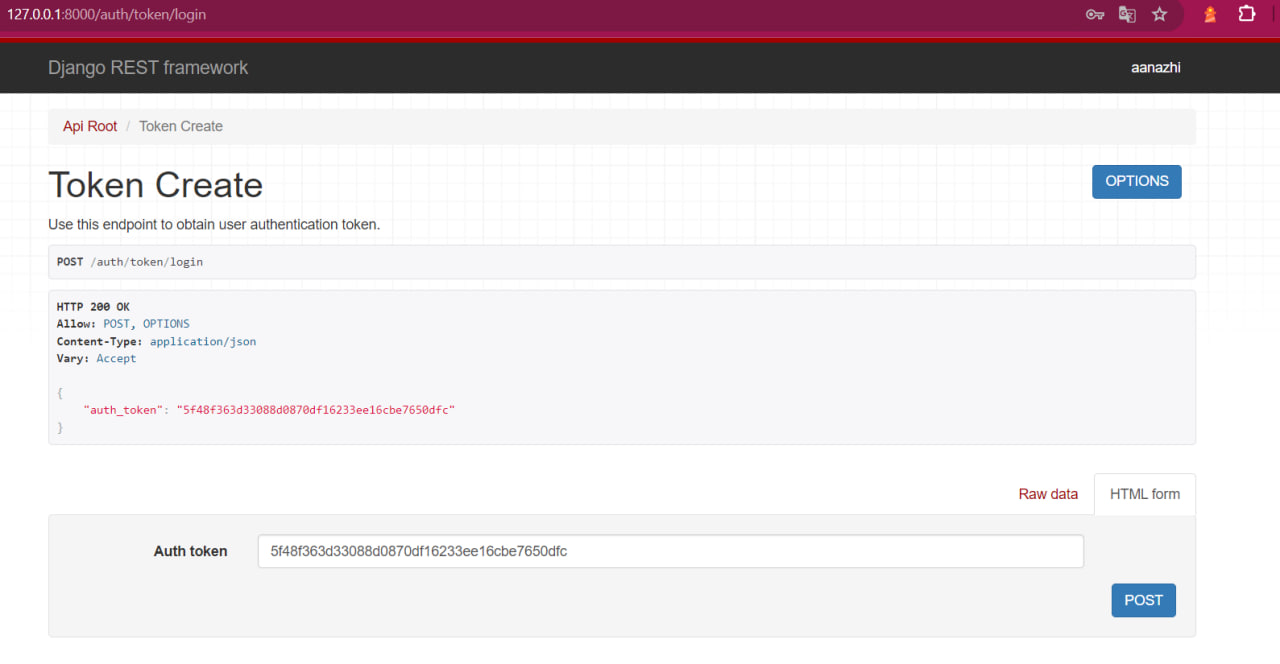 127.0.0.1:8000/auth/token/login
Django REST framework
aanazhi
Api Root / Token Create
Token Create
OPTIONS
Use this endpoint to obtain user authentication token.
POST /auth/token/login
HTTP 200 OK
Allow: POST, OPTIONS
Content-Type: application/json
Vary: Accept
{
"auth_token": "5f48f363d33088d0870df16233ee16cbe7650dfc"
}
Raw data
HTML form
Auth token
5f48f363d33088d0870df16233ee16cbe7650dfc
POST